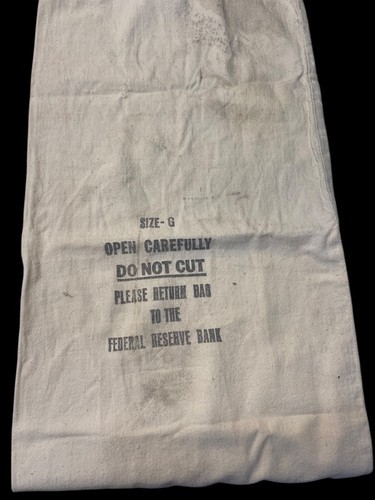 SIZE-G
OPEN CAREFULLY
DO NOT CUT
PLEASE RETURN BAG
TO THE
FEDERAL RESERVE BANK